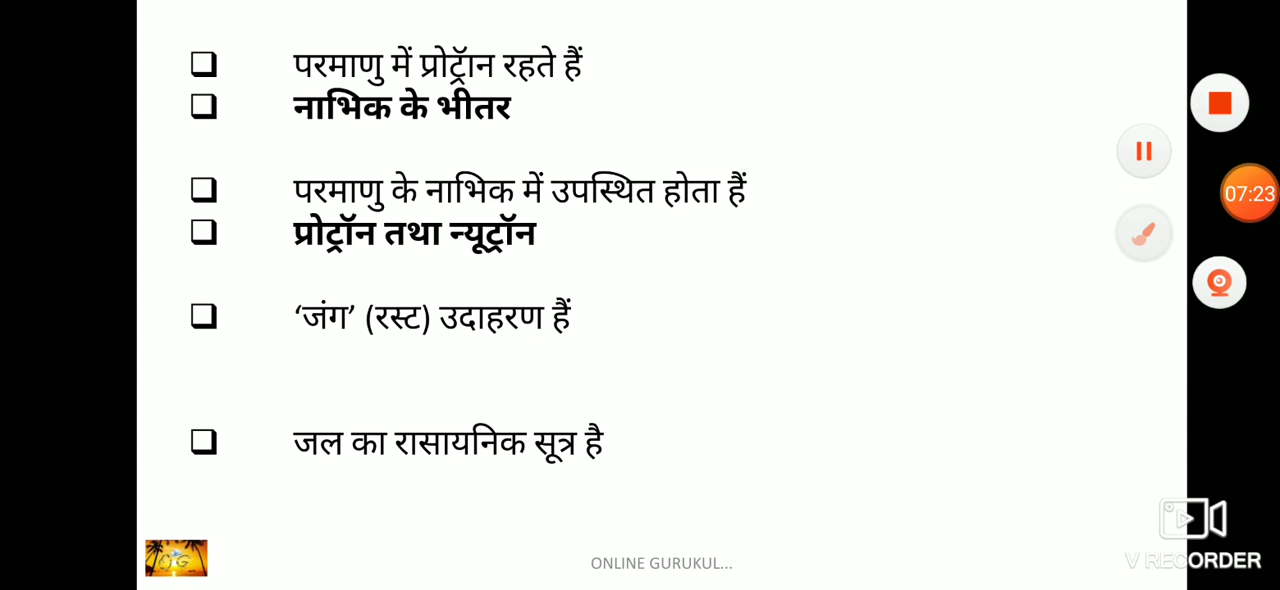 परमाणु में प्रोट्रॉन रहते हैं
नाभिक के भीतर
परमाणु के नाभिक में उपस्थित होता हैं
प्रोट्रॉन तथा न्यूट्रॉन
‘जंग’ (रस्ट) उदाहरण हैं
जल का रासायनिक सूत्र है
ONLINE GURUKUL...
07:23
V RECORDER